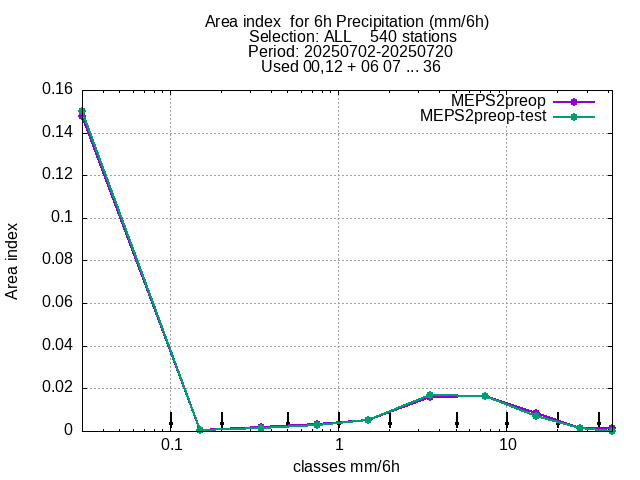 Area index  for 6h Precipitation (mm/6h)
Selection: ALL    540 stations
Period: 20250702-20250720
Used 00,12 + 06 07 ... 36
MEPS2preop
MEPS2preop-test
0.16
0.14
0.12
0.1
0.08
0.06
0.04
0.02
0
Area index
0.1 1 10
classes mm/6h